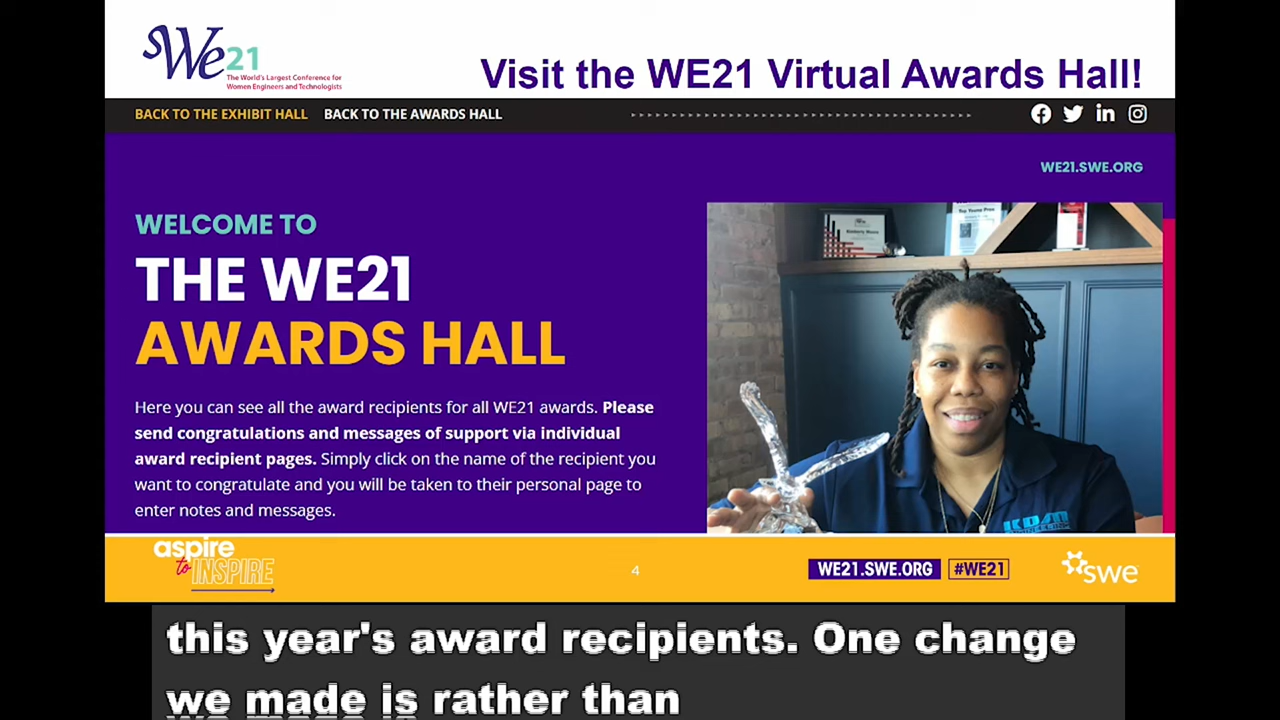 sWe21
The World's Largest Conference for
Women Engineers and Technologists
Visit the WE21 Virtual Awards Hall!
BACK TO THE EXHIBIT HALL BACK TO THE AWARDS HALL
WE21.SWE.ORG
WELCOME TO
THE WE21
AWARDS HALL
Here you can see all the award recipients for all WE21 awards. Please
send congratulations and messages of support via individual
award recipient pages. Simply click on the name of the recipient you
want to congratulate and you will be taken to their personal page to
enter notes and messages.
KDM
ENGINEERING
aspire
to INSPIRE
4
WE21.SWE.ORG #WE21
swe
this year's award recipients. One change
we made is rather than